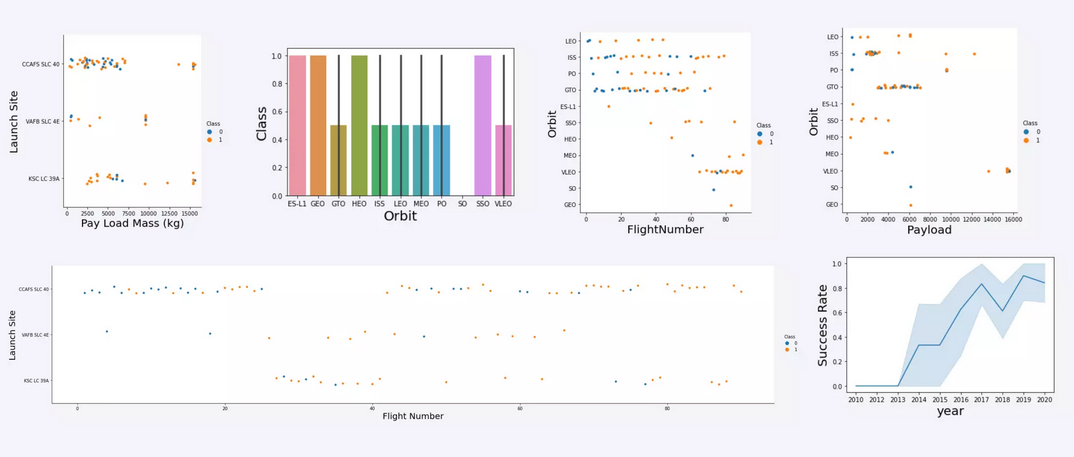 CCAFS SLC 40
VAFB SLC 4E
KSC LC 39A
Launch Site
0 2500 5000 7500 10000 12500 15000
Pay Load Mass (kg)
Class
0
1
1.0
0.8
0.6
0.4
0.2
0.0
Class
ES-L1 GEO GTO HEO ISS LEO MEO PO SO SSO VLEO
Orbit
LEO
ISS
PO
GTO
ES-L1
SSO
HEO
MEO
VLEO
SO
GEO
Orbit
0 20 40 60 80
FlightNumber
Class
0
1
LEO
ISS
PO
GTO
ES-L1
SSO
HEO
MEO
VLEO
SO
GEO
Orbit
0 2000 4000 6000 8000 10000 12000 14000 16000
Payload
Class
0
1
CCAFS SLC 40
VAFB SLC 4E
KSC LC 39A
Launch Site
0 20 40 60 80
Flight Number
Class
0
1
1.0
0.8
0.6
0.4
0.2
0.0
Success Rate
2010 2012 2013 2014 2015 2016 2017 2018 2019 2020
year